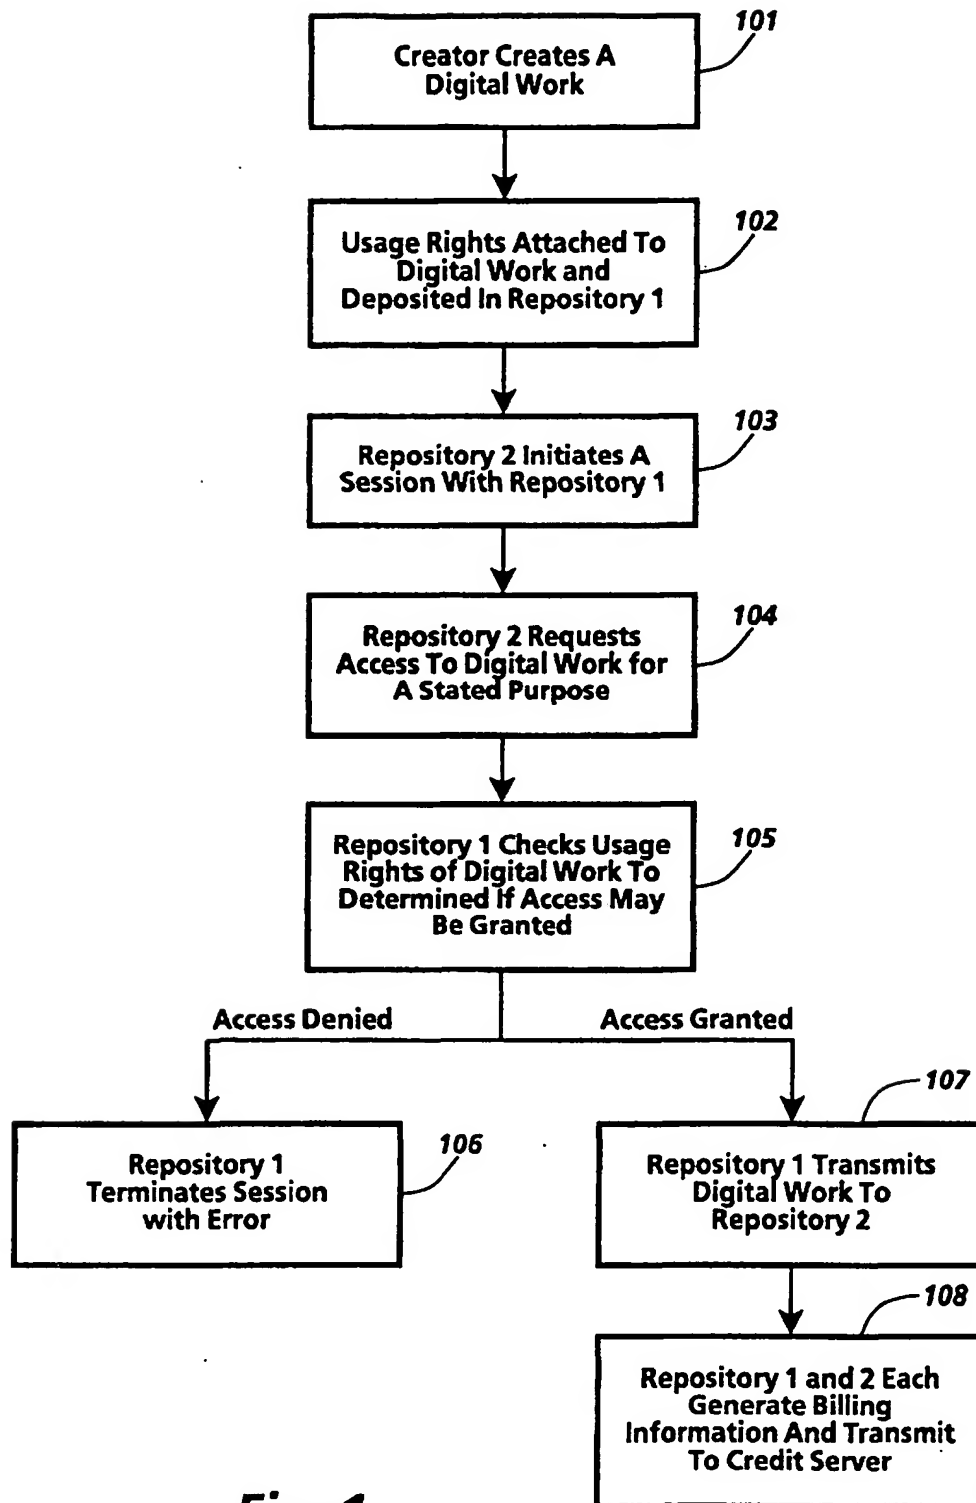 101
Creator Creates A
Digital Work
102
Usage Rights Attached To
Digital Work and
Deposited In Repository 1
103
Repository 2 Initiates A
Session With Repository 1
104
Repository 2 Requests
Access To Digital Work for
A Stated Purpose
105
Repository 1 Checks Usage
Rights of Digital Work To
Determined If Access May
Be Granted
Access Denied
Access Granted
106
Repository 1
Terminates Session
with Error
107
Repository 1 Transmits
Digital Work To
Repository 2
108
Repository 1 and 2 Each
Generate Billing
Information And Transmit
To Credit Server
Fig. 1